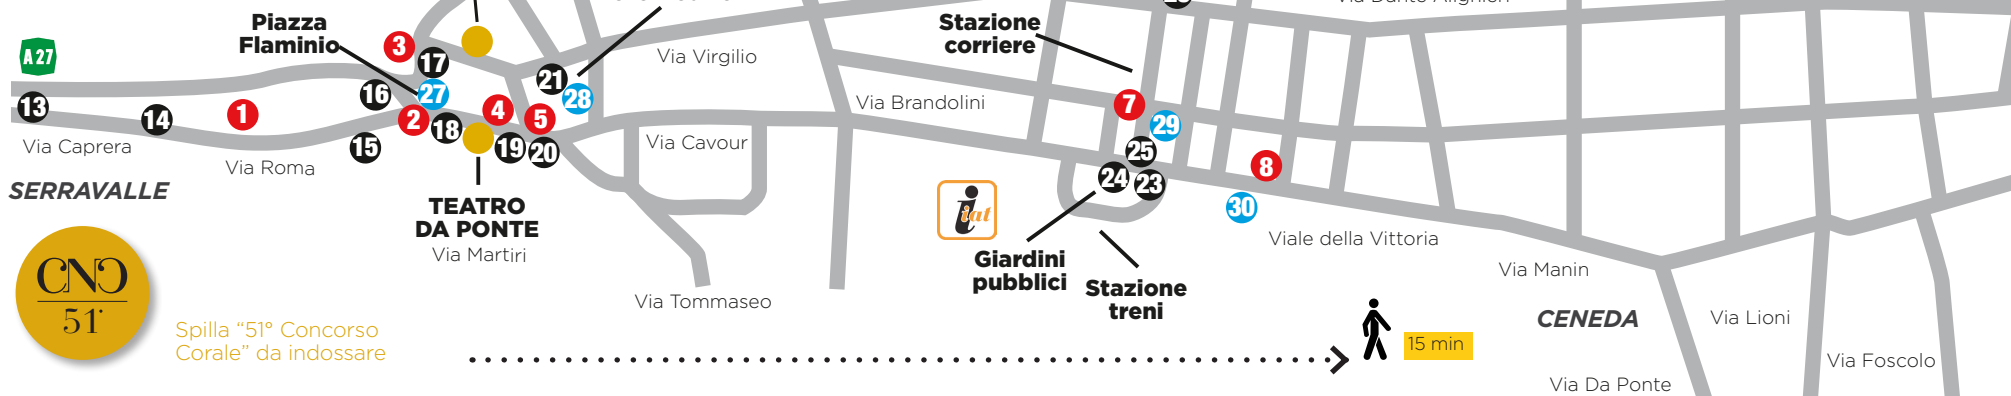 Piazza
Flaminio
A 27
3
17
16
27
2
18
4
21
28
5
19
20
13
14
1
15
Via Caprera
Via Roma
SERRAVALLE
TEATRO
DA PONTE
Via Martiri
Via Virgilio
Via Cavour
Via Tommaseo
Via Brandolini
Stazione
corriere
7
29
25
24
23
8
30
i iat
Giardini
pubblici
Stazione
treni
Viale della Vittoria
Via Manin
CENEDA
Via Lioni
Via Foscolo
Via Da Ponte
CNC
51°
Spilla “51° Concorso
Corale” da indossare
15 min